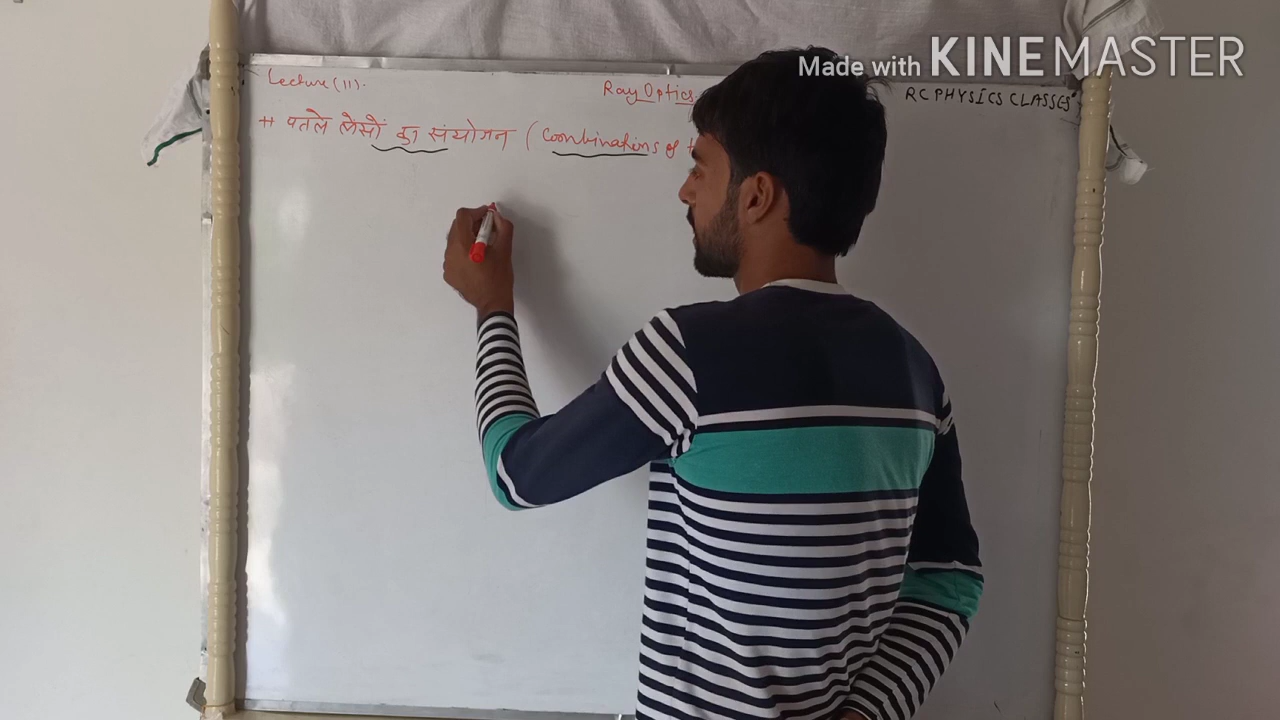 Made with KINEMASTER
Lecture (11).
Ray Optics.
RC PHYSICS CLASSES
# पतले लेंसों का संयोजन ( Combinations of